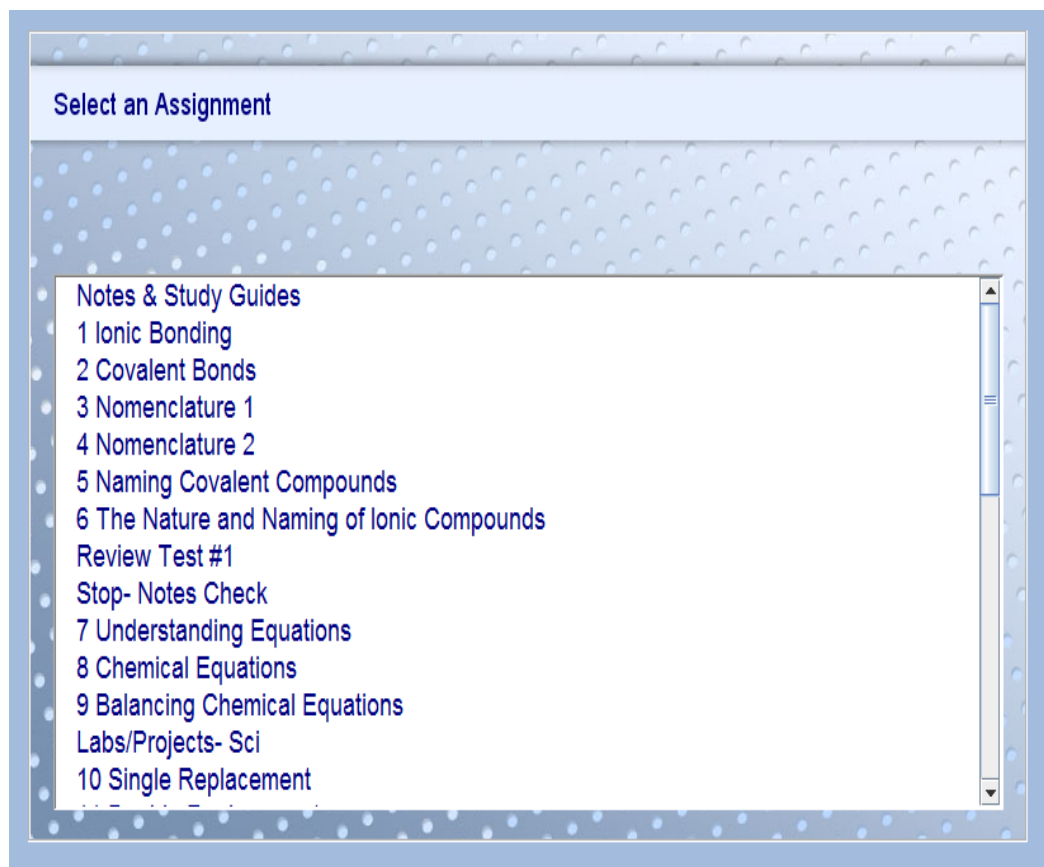 Select an Assignment
Notes & Study Guides
1 Ionic Bonding
2 Covalent Bonds
3 Nomenclature 1
4 Nomenclature 2
5 Naming Covalent Compounds
6 The Nature and Naming of Ionic Compounds
Review Test #1
Stop- Notes Check
7 Understanding Equations
8 Chemical Equations
9 Balancing Chemical Equations
Labs/Projects- Sci
10 Single Replacement